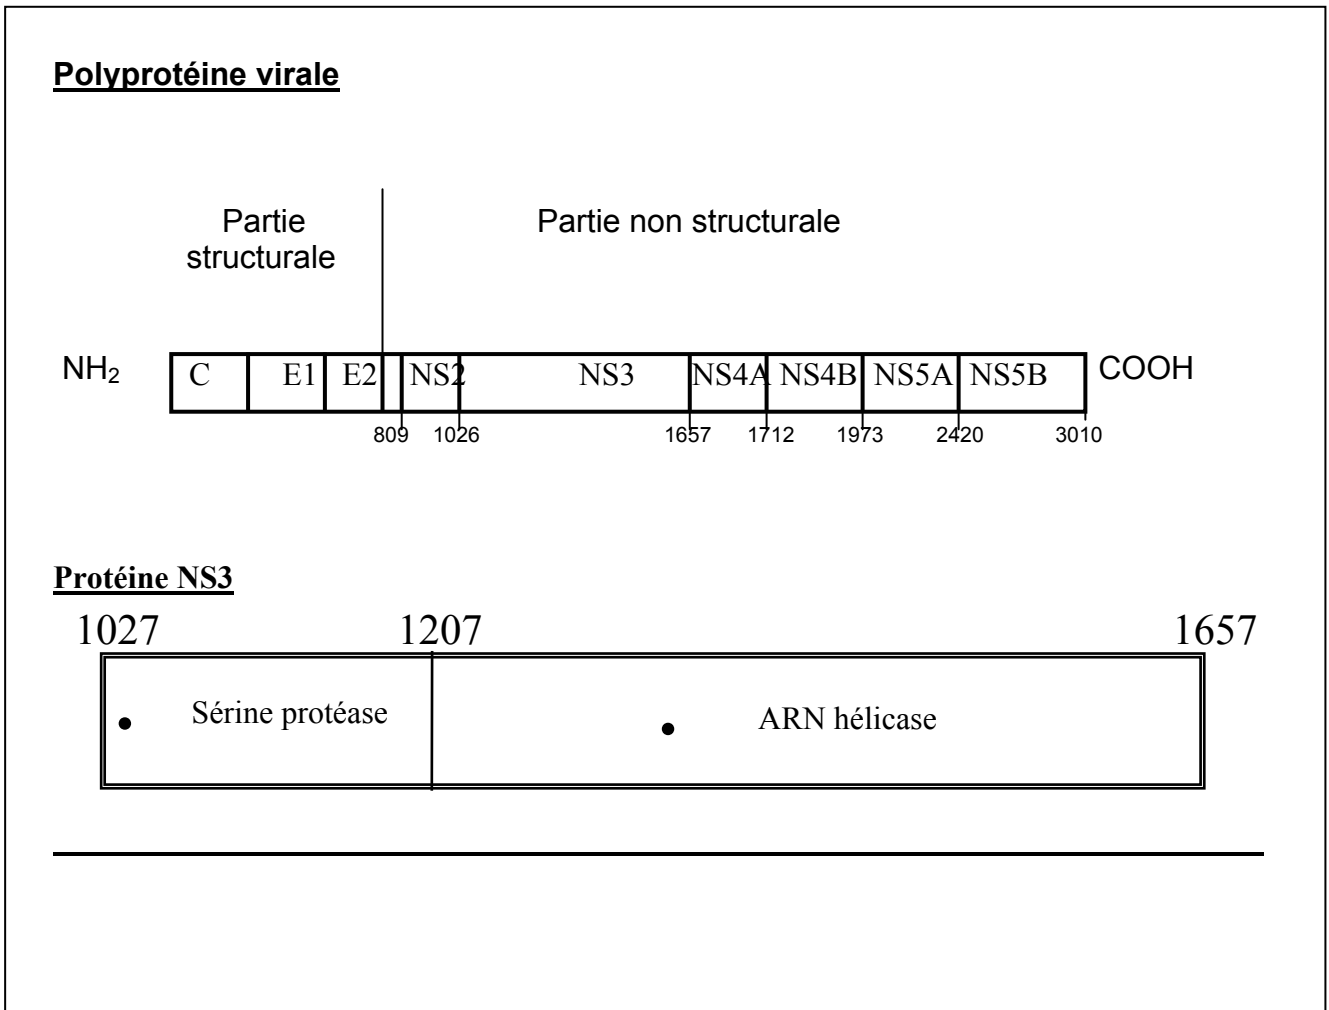 Polyprotéine virale
Partie structurale
Partie non structurale
NH₂ C E1 E2 NS2 NS3 NS4A NS4B NS5A NS5B COOH
809 1026 1657 1712 1973 2420 3010
Protéine NS3
1027 1207 1657
• Sérine protéase • ARN hélicase